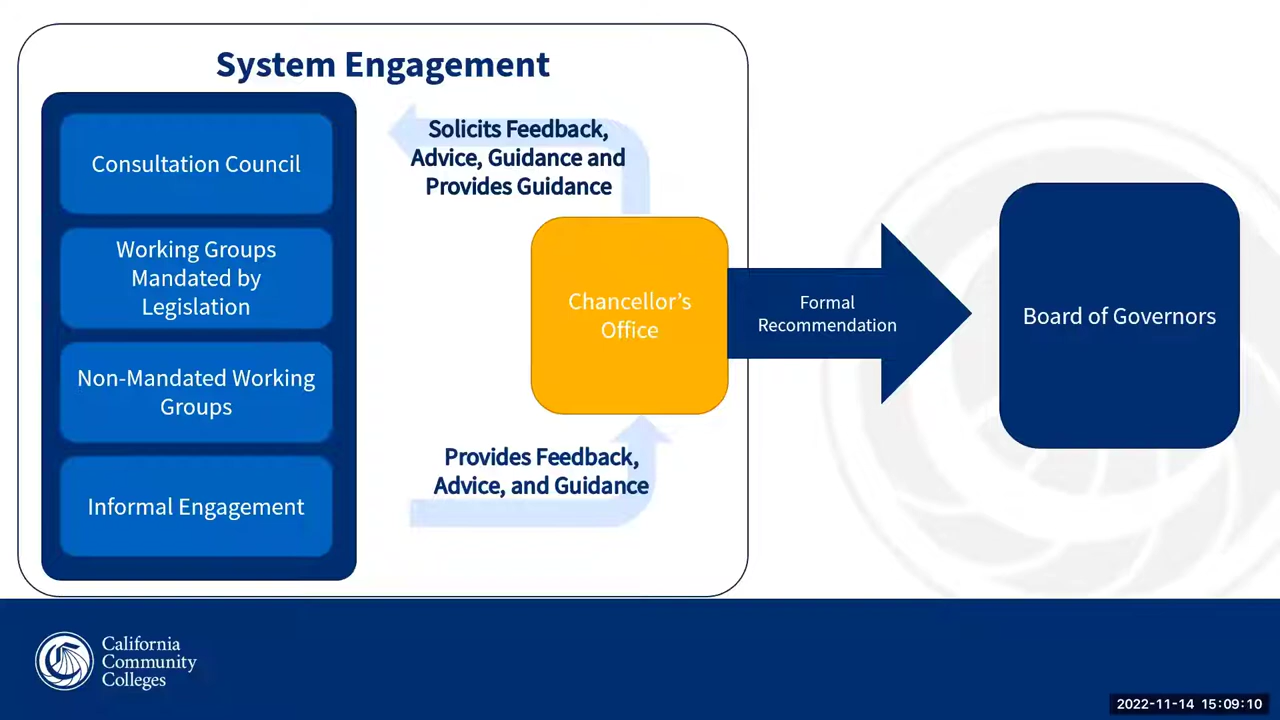 System Engagement
Consultation Council
Working Groups
Mandated by
Legislation
Non-Mandated Working
Groups
Informal Engagement
Solicits Feedback,
Advice, Guidance and
Provides Guidance
Chancellor’s
Office
Provides Feedback,
Advice, and Guidance
Formal
Recommendation
Board of Governors
California
Community
Colleges
2022-11-14 15:09:10